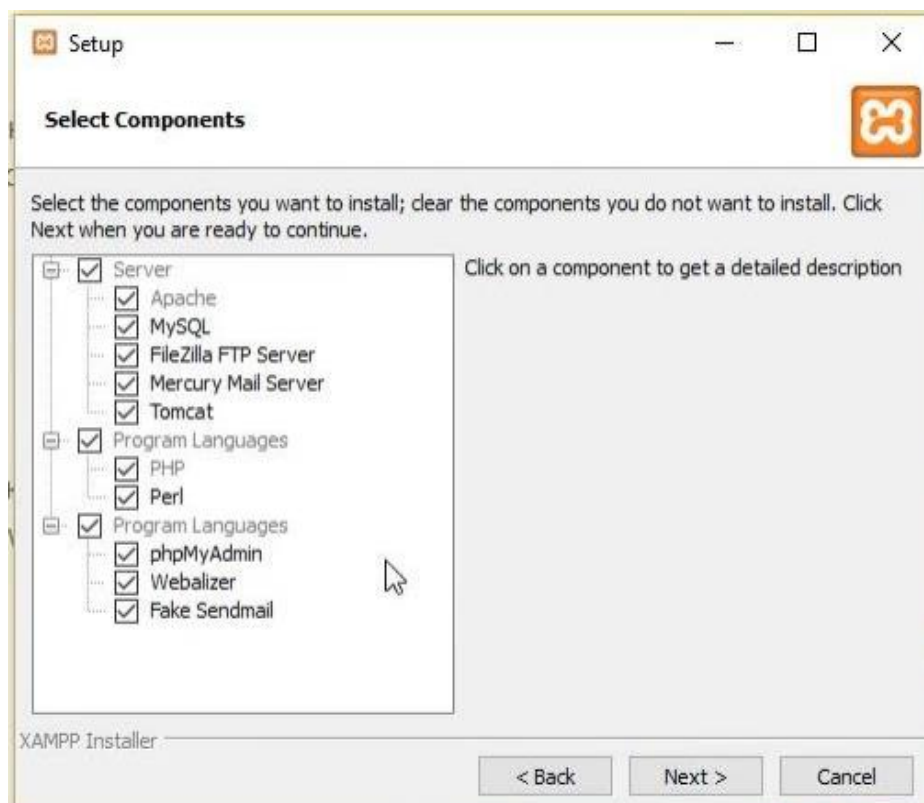 Setup
Select Components
Select the components you want to install; clear the components you do not want to install. Click
Next when you are ready to continue.
Server
Apache
MySQL
FileZilla FTP Server
Mercury Mail Server
Tomcat
Program Languages
PHP
Perl
Program Languages
phpMyAdmin
Webalizer
Fake Sendmail
Click on a component to get a detailed description
XAMPP Installer
< Back
Next >
Cancel